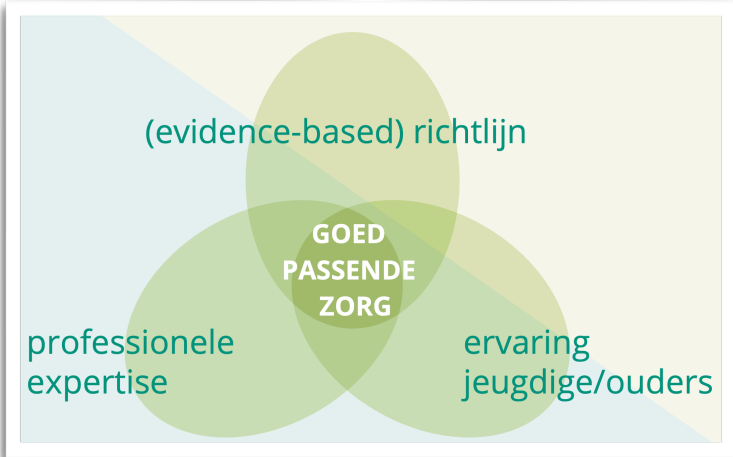 (evidence-based) richtlijn
GOED
PASSENDE
ZORG
professionele
expertise
ervaring
jeugdige/ouders